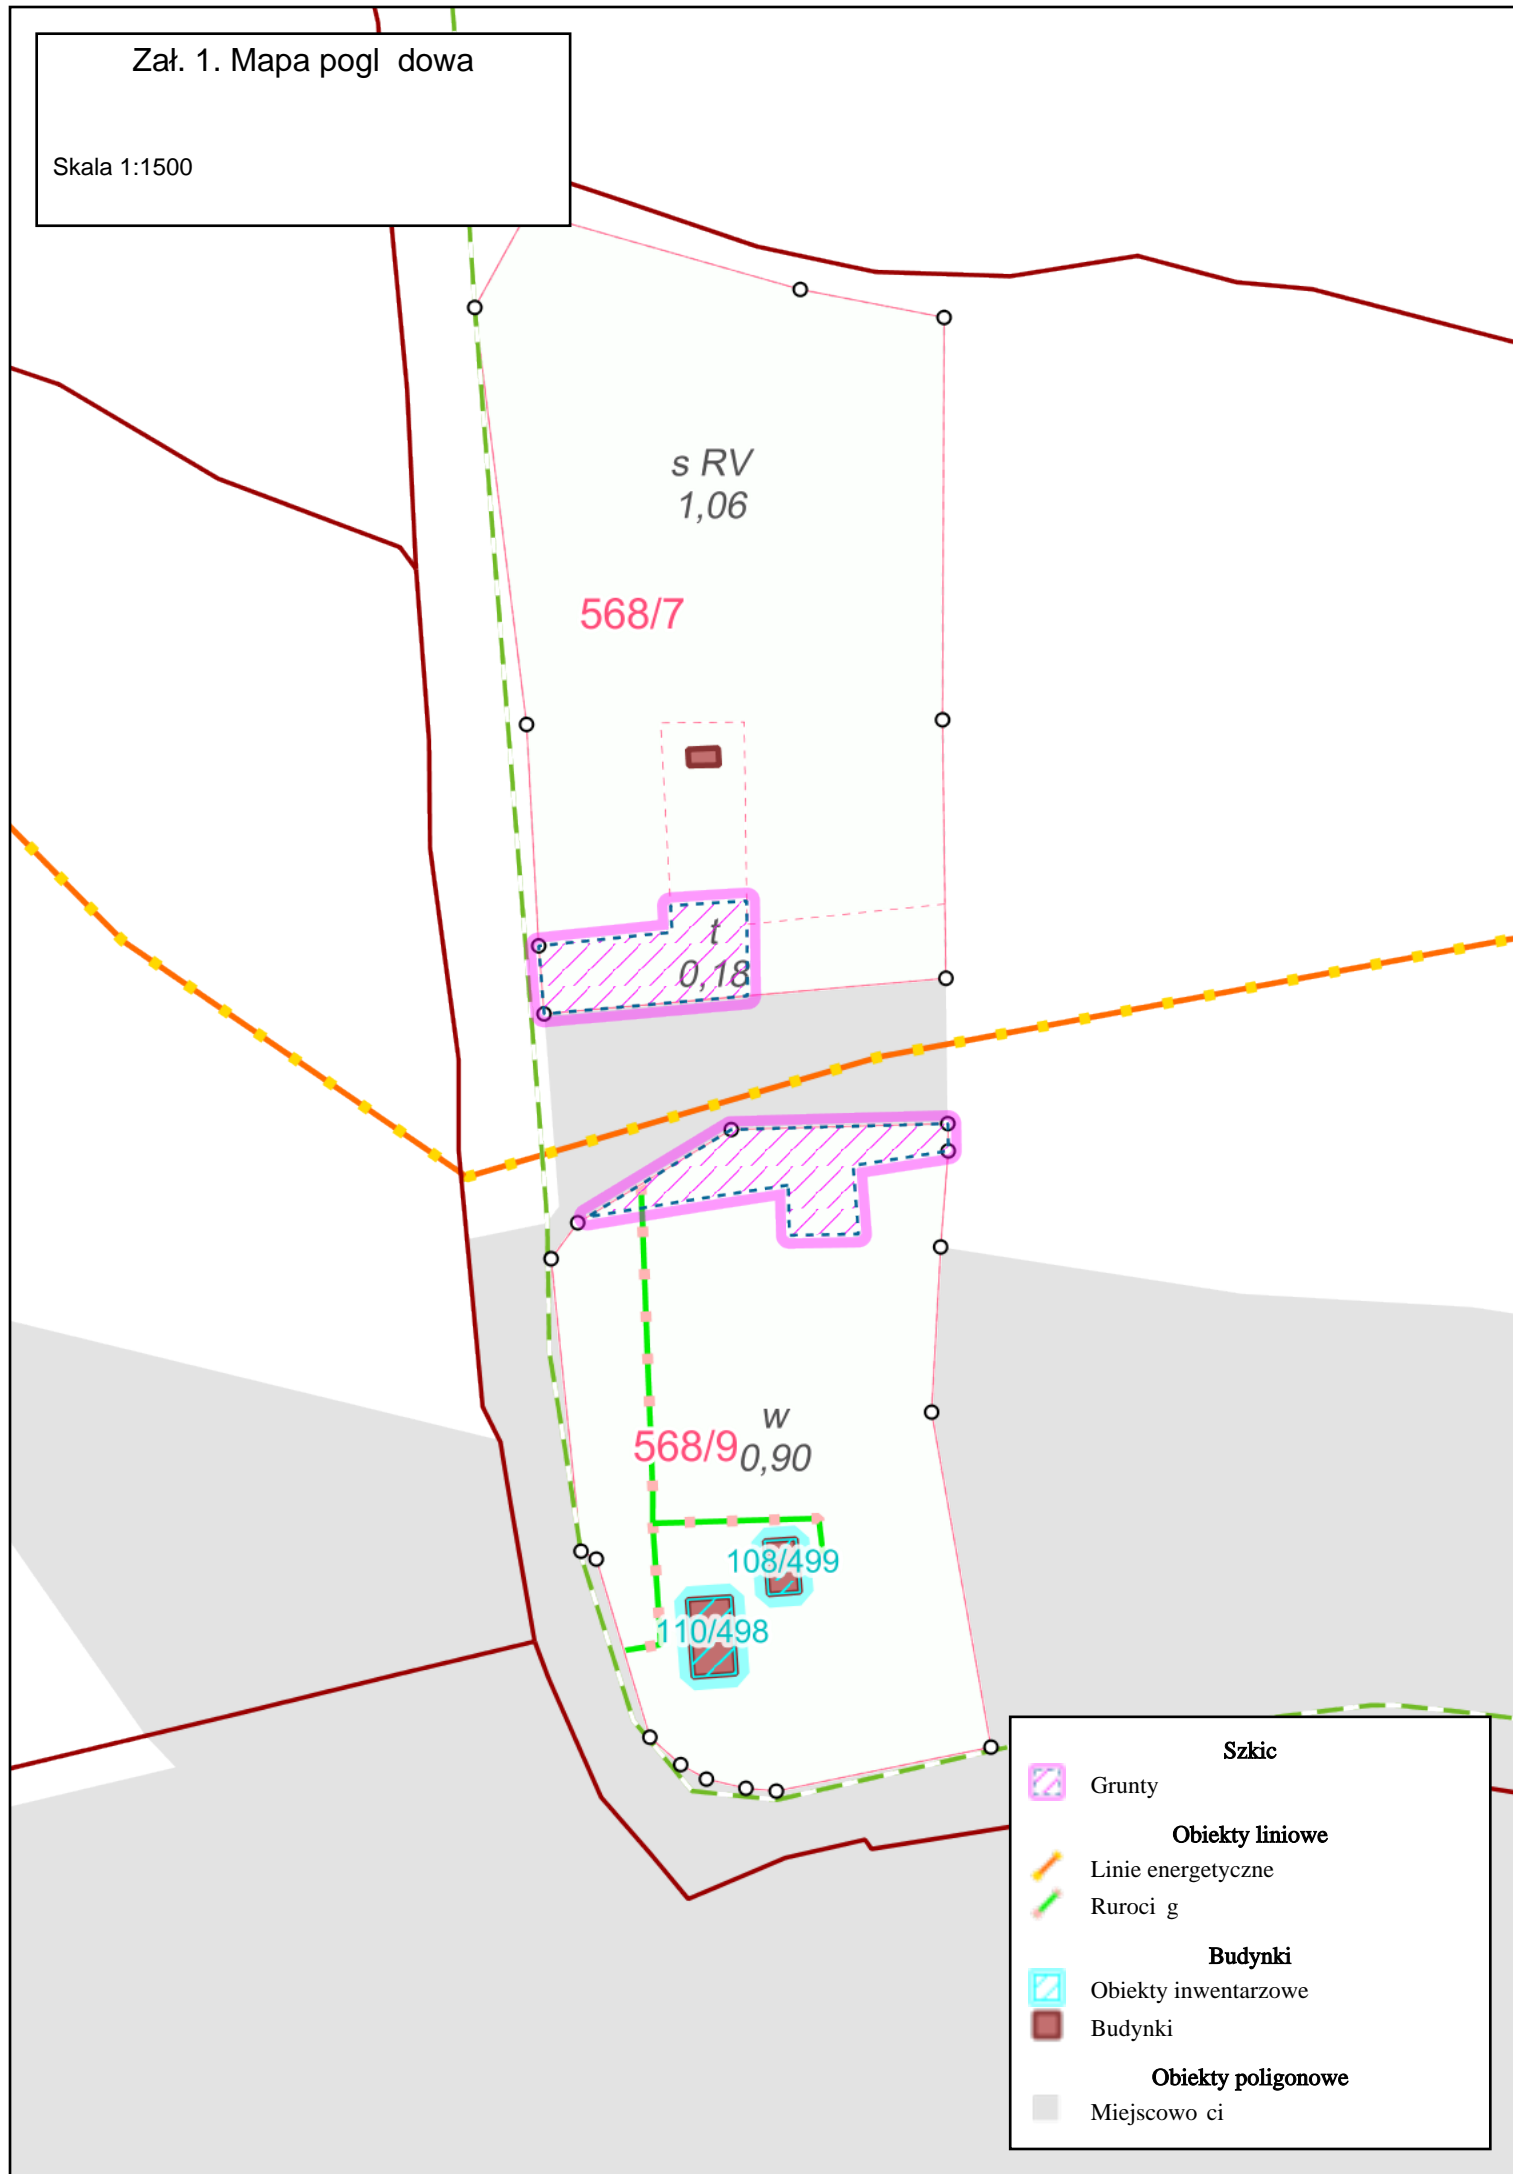 Zał. 1. Mapa pogl dowa
Skala 1:1500
s RV
1,06
568/7
t
0,18
w
568/9 0,90
108/499
110/498
Szkic
Grunty
Obiekty liniowe
Linie energetyczne
Ruroci g
Budynki
Obiekty inwentarzowe
Budynki
Obiekty poligonowe
Miejscowo ci